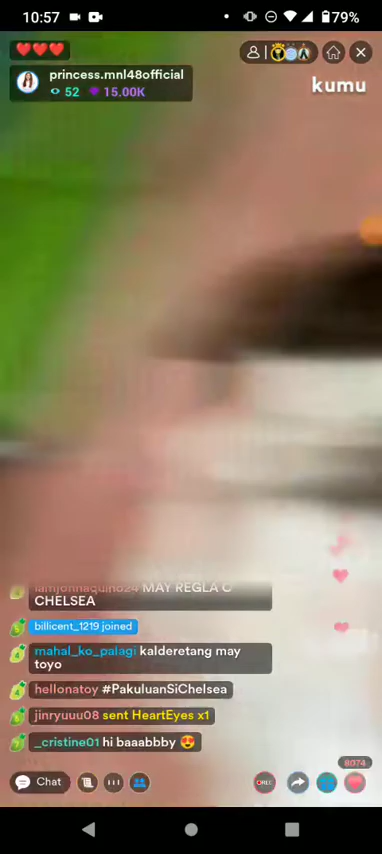 10:57
79%
princess.mnl48official
52 15.00K
kumu
iamjonnaquino24 MAY REGLA C
CHELSEA
billicent_1219 joined
mahal_ko_palagi kalderetang may
toyo
hellonatoy #PakuluanSiChelsea
jinryuuu08 sent HeartEyes x1
_cristine01 hi baaabbby 😍
8074
Chat